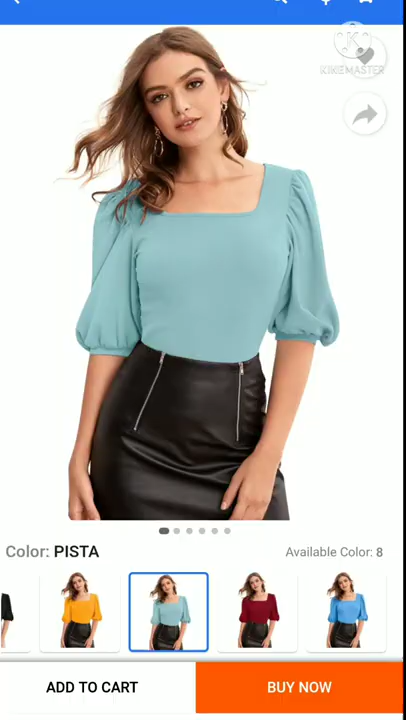 KINEMASTER
Color: PISTA
Available Color: 8
ADD TO CART
BUY NOW